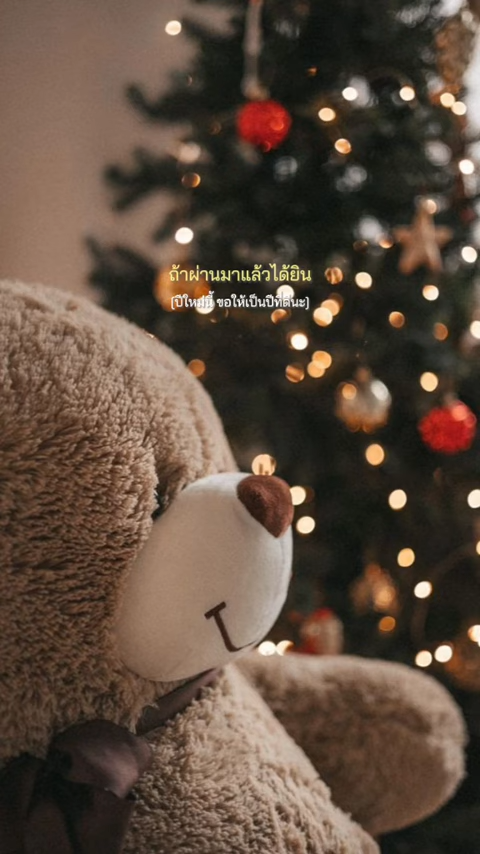 ถ้าผ่านมาแล้วได้ยิน
[ปีใหม่นี้ ขอให้เป็นปีที่ดีนะ]